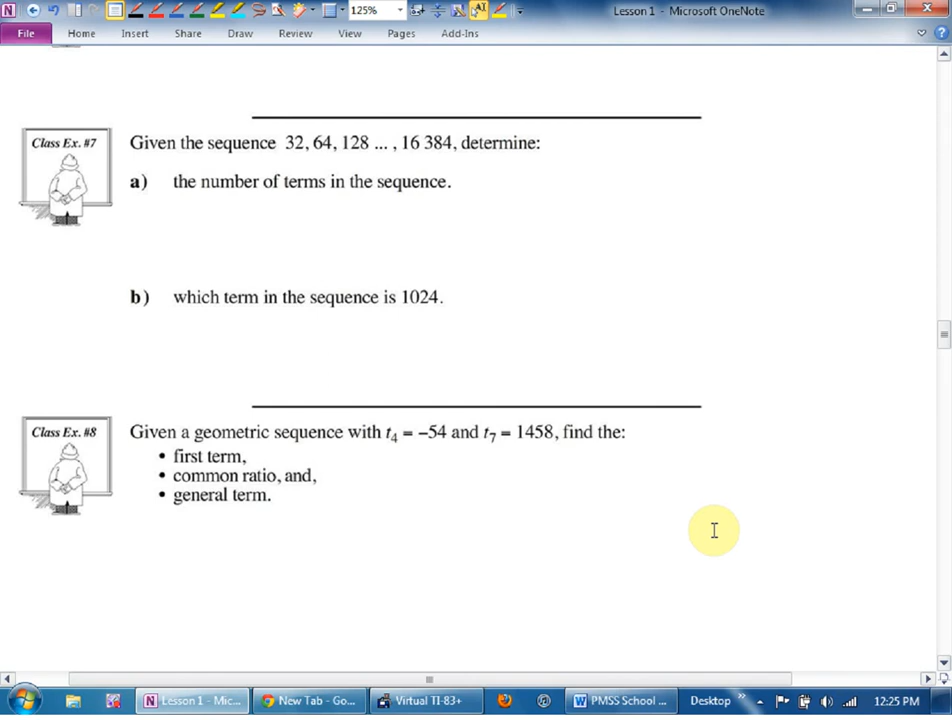 125%
Lesson 1 - Microsoft OneNote
File Home Insert Share Draw Review View Pages Add-Ins
Class Ex. #7
Given the sequence 32, 64, 128 ... , 16 384, determine:
a) the number of terms in the sequence.
b) which term in the sequence is 1024.
Class Ex. #8
Given a geometric sequence with t₄ = –54 and t₇ = 1458, find the:
• first term,
• common ratio, and,
• general term.
Lesson 1 - Mic... New Tab - Go... Virtual TI-83+ PMSS School ... Desktop 12:25 PM